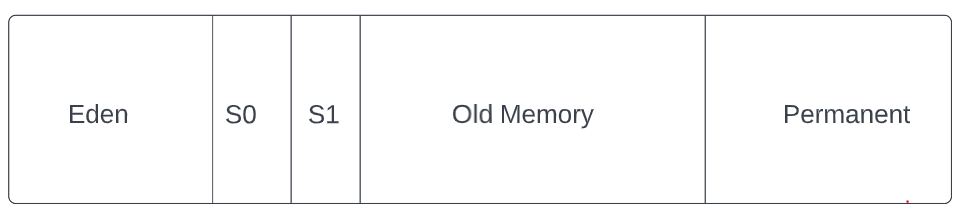 Eden
S0
S1
Old Memory
Permanent